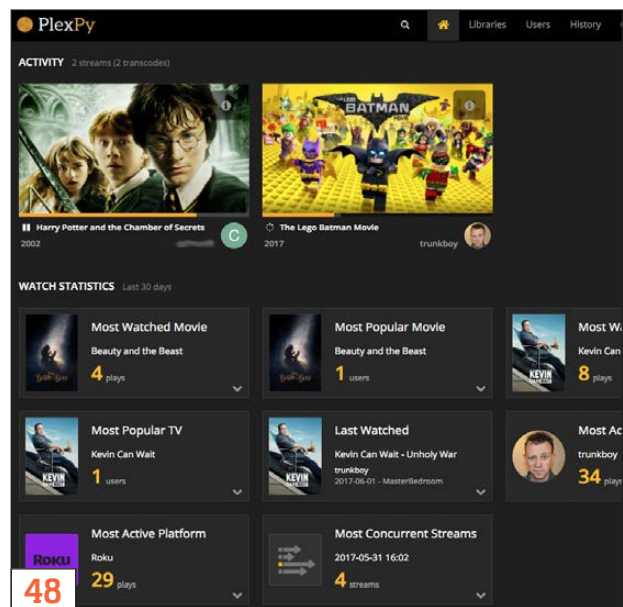 PlexPy
Libraries Users History
ACTIVITY 2 streams (2 transcodes)
BATMAN
Harry Potter and the Chamber of Secrets
2002
C
The Lego Batman Movie
2017 trunkboy
WATCH STATISTICS Last 30 days
Most Watched Movie
Beauty and the Beast
4 plays
Most Popular Movie
Beauty and the Beast
1 users
Most W
Kevin Can
8 plays
KEVIN
Most Popular TV
Kevin Can Wait
1 users
KEVIN
Last Watched
Kevin Can Wait - Unholy War
trunkboy
2017-06-01 - MasterBedroom
KEVIN
Most Ac
trunkboy
34 plays
ROKU
Most Active Platform
Roku
29 plays
Most Concurrent Streams
2017-05-31 16:02
4 streams
48